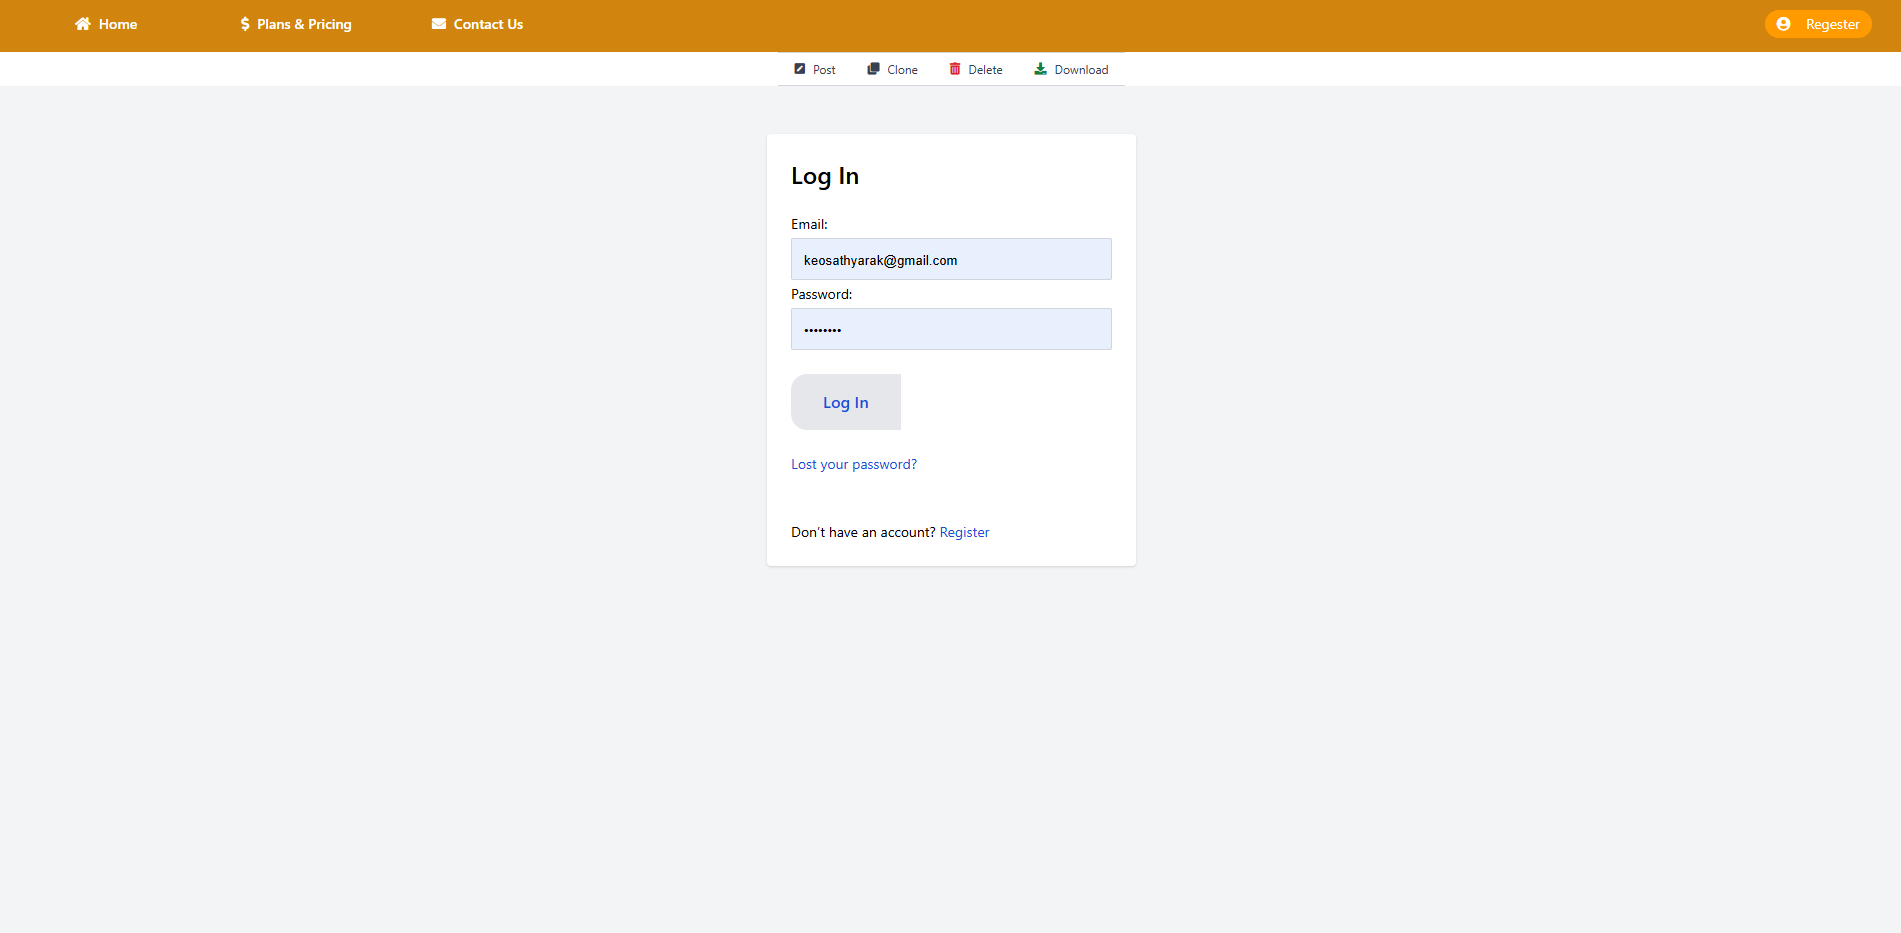 Home
Plans & Pricing
Contact Us
Regester
Post
Clone
Delete
Download
Log In
Email:
keosathyarak@gmail.com
Password:
••••••••
Log In
Lost your password?
Don't have an account? Register